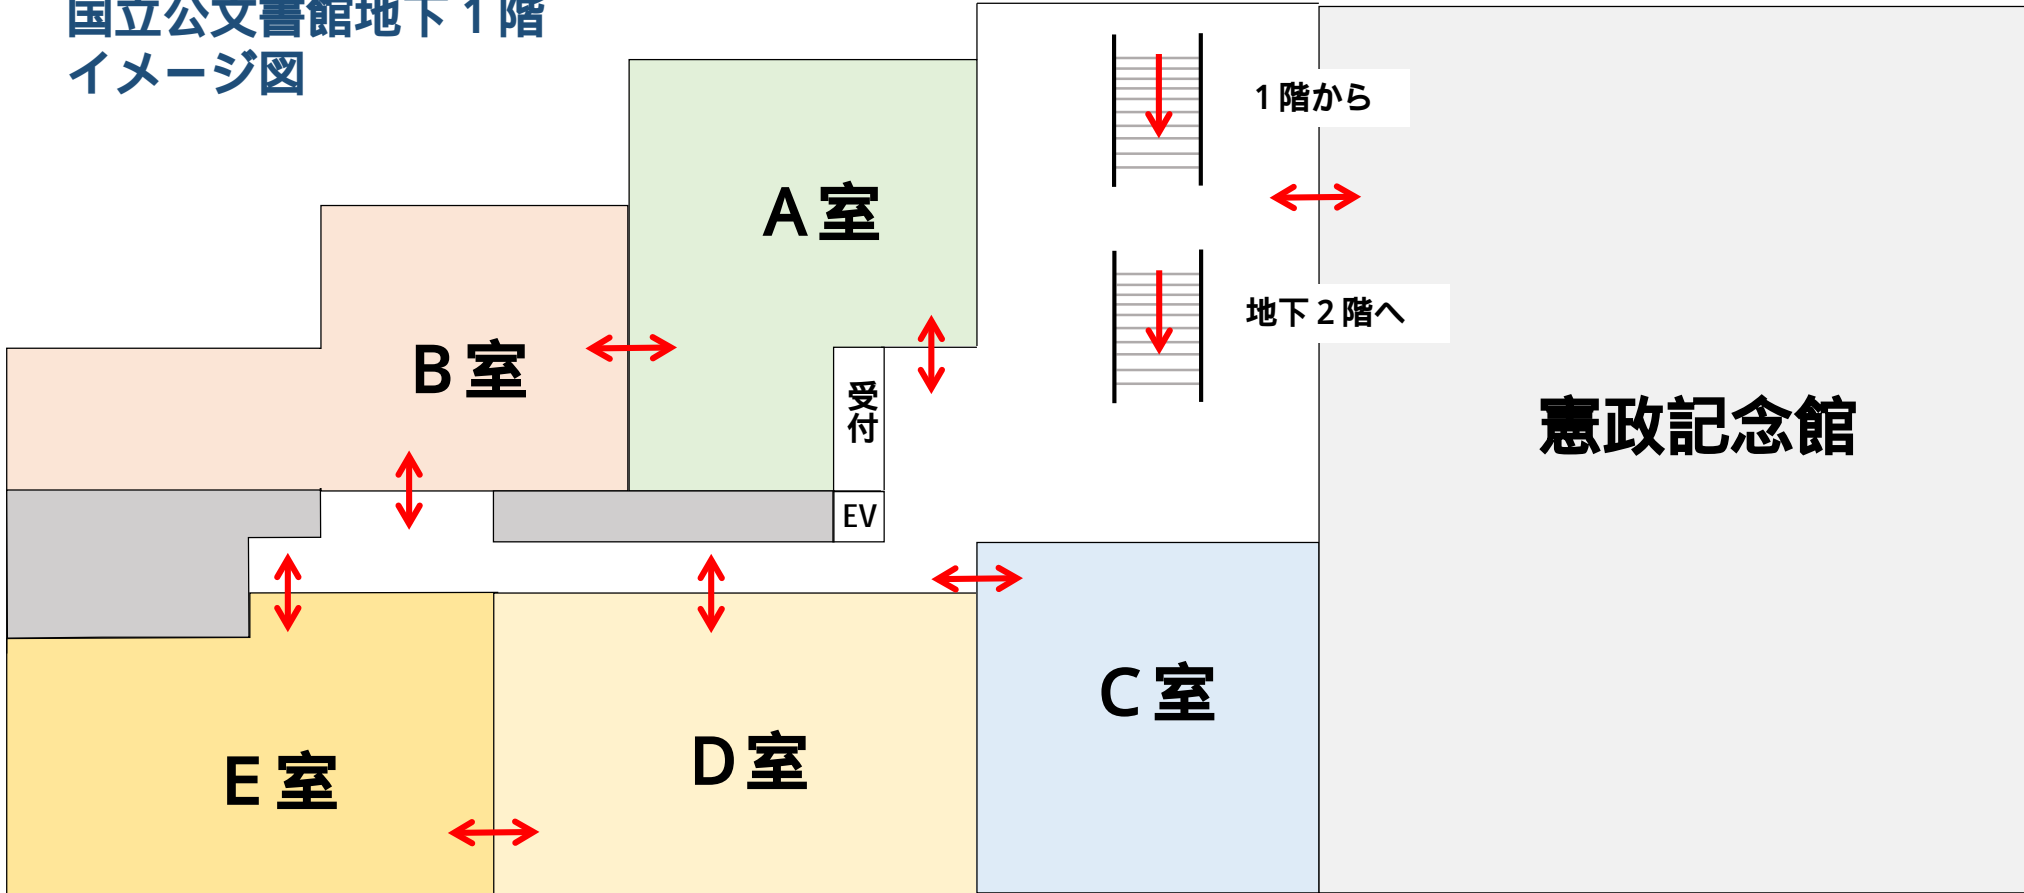 国立公文書館地下１階
イメージ図
1階から
A室
地下2階へ
B室
受付
憲政記念館
EV
C室
D室
E室